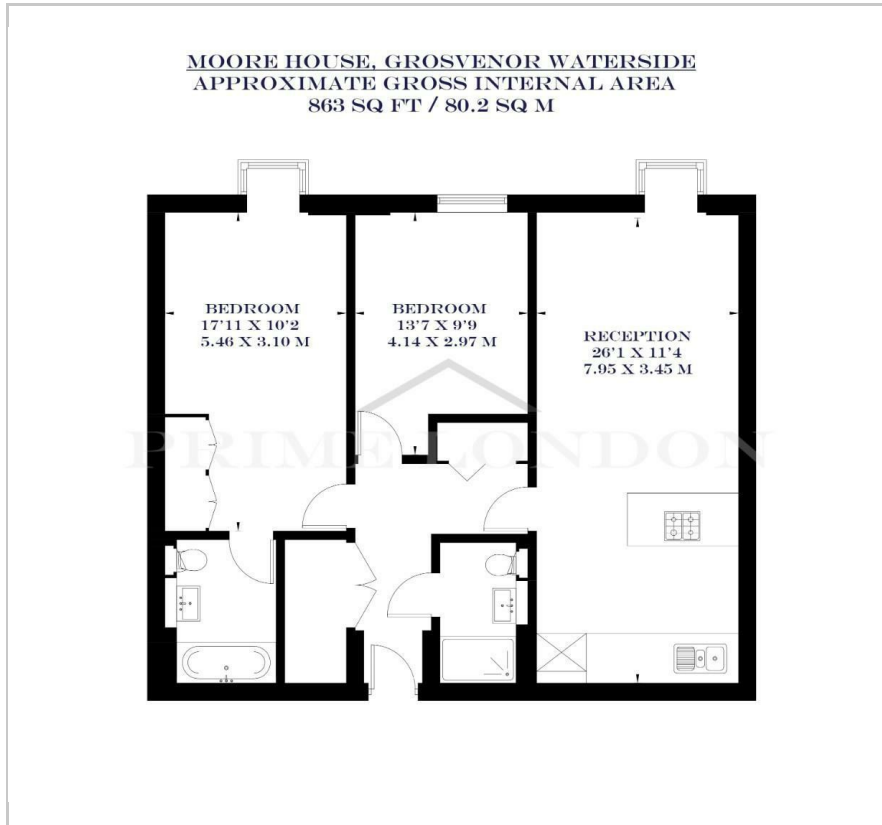 MOORE HOUSE, GROSVENOR WATERSIDE
APPROXIMATE GROSS INTERNAL AREA
863 SQ FT / 80.2 SQ M
BEDROOM
17'11 X 10'2
5.46 X 3.10 M
BEDROOM
13'7 X 9'9
4.14 X 2.97 M
RECEPTION
26'1 X 11'4
7.95 X 3.45 M
PRIME LONDON